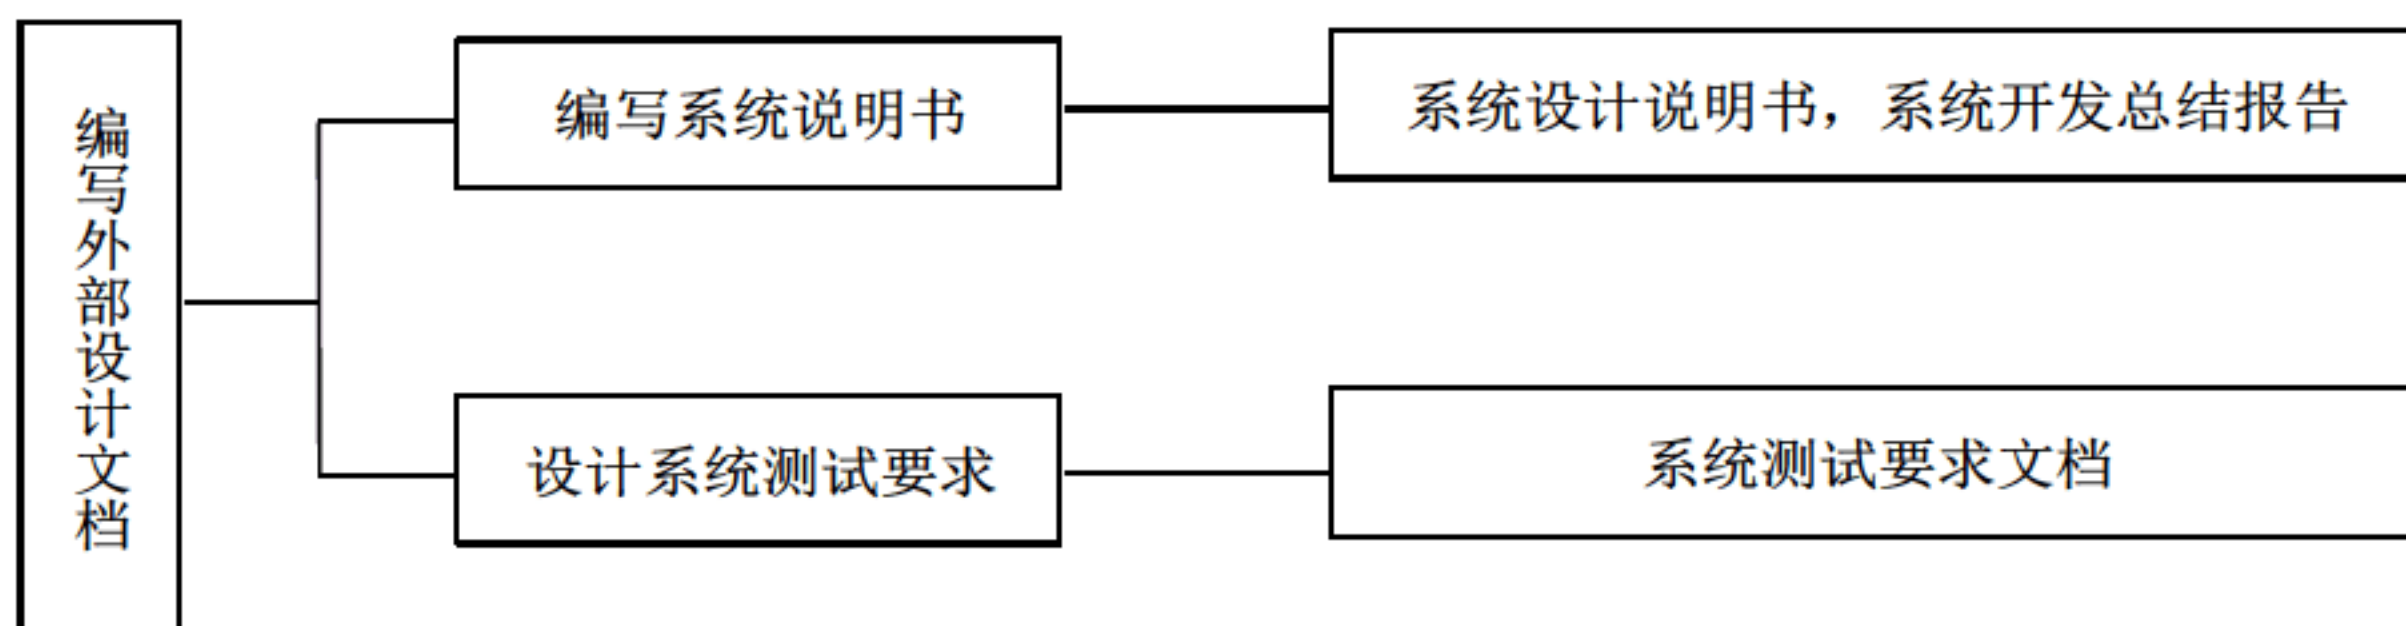 编写外部设计文档
编写系统说明书
系统设计说明书，系统开发总结报告
设计系统测试要求
系统测试要求文档